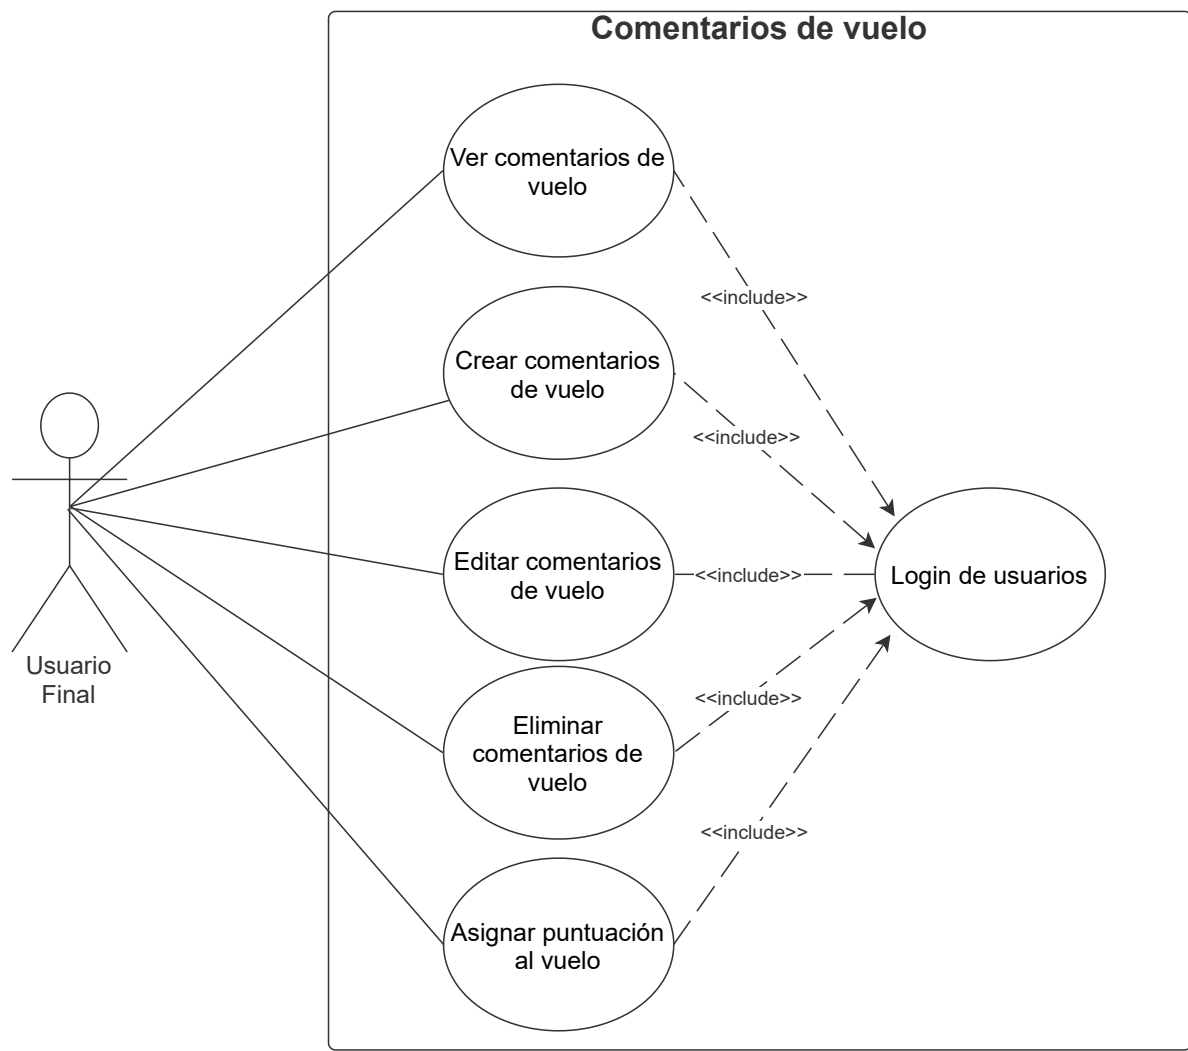 Comentarios de vuelo
Ver comentarios de
vuelo
<<include>>
Crear comentarios
de vuelo
<<include>>
Editar comentarios
de vuelo
<<include>>
Login de usuarios
Usuario
Final
Eliminar
comentarios de
vuelo
<<include>>
<<include>>
Asignar puntuación
al vuelo